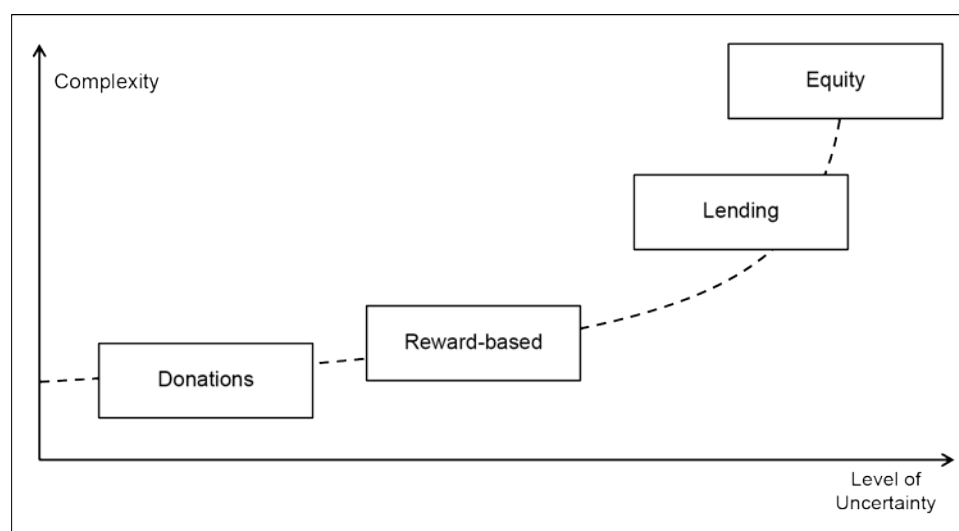 Complexity
Equity
Lending
Reward-based
Donations
Level of
Uncertainty